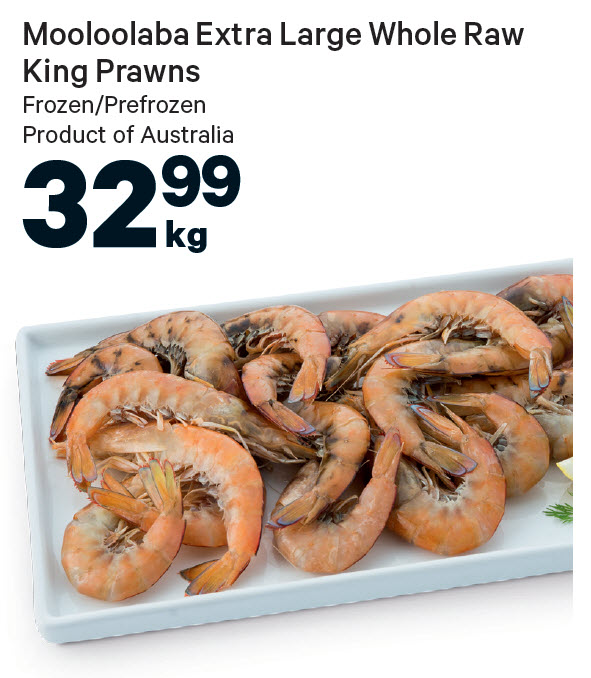 Mooloolaba Extra Large Whole Raw
King Prawns
Frozen/Prefrozen
Product of Australia
32 99
kg